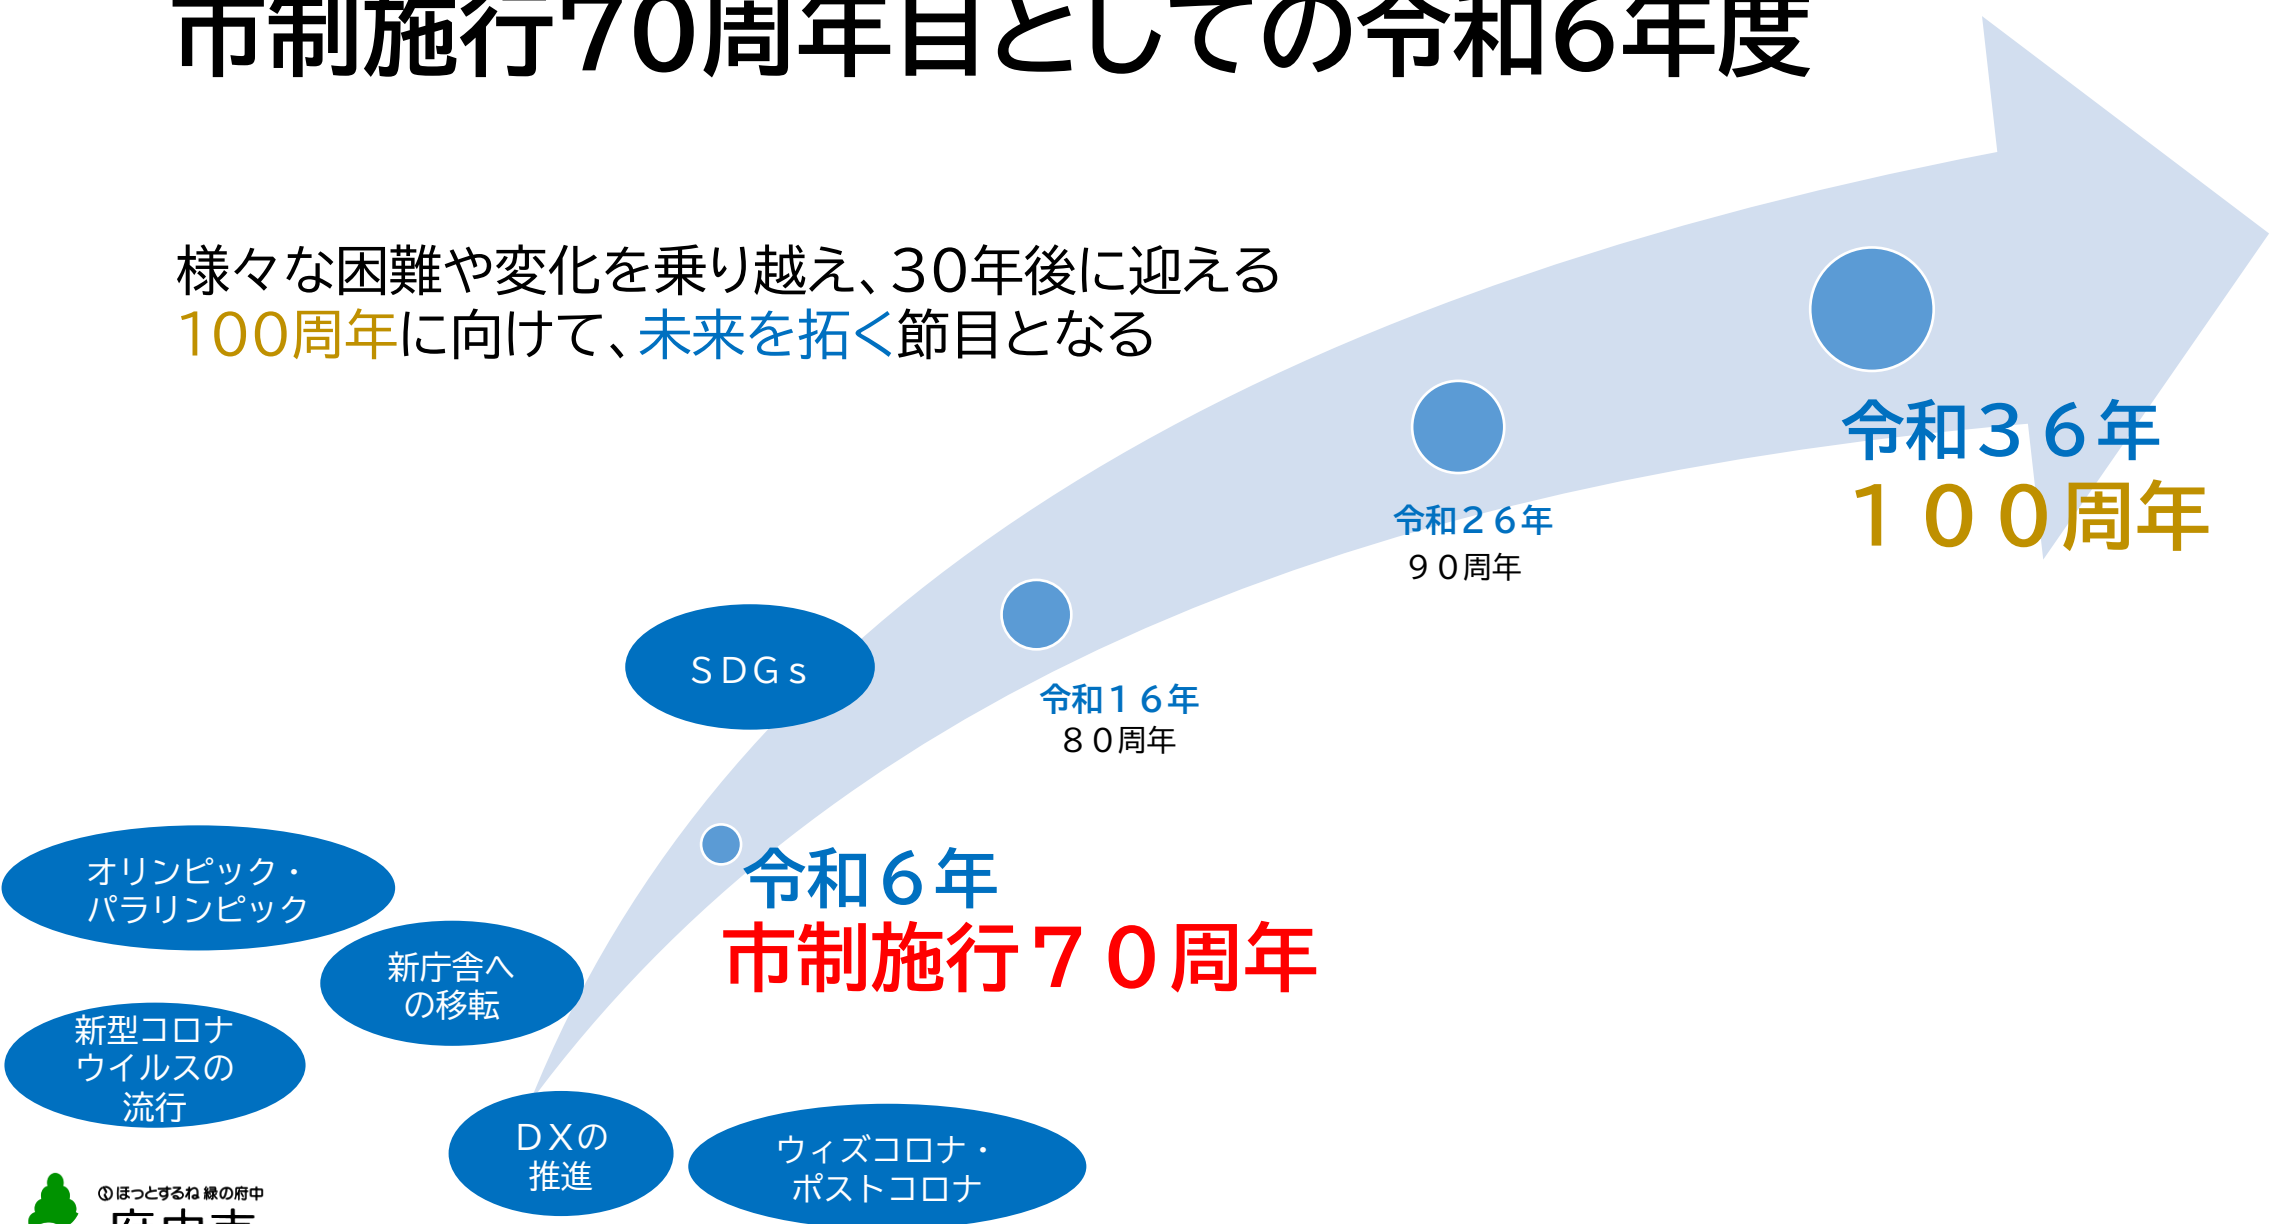 市制施行70周年目としての令和6年度
様々な困難や変化を乗り越え、30年後に迎える
100周年に向けて、未来を拓く節目となる
令和３６年
１００周年
令和２６年
９０周年
ＳＤＧｓ
令和１６年
８０周年
令和６年
市制施行７０周年
オリンピック・
パラリンピック
新庁舎へ
の移転
新型コロナ
ウイルスの
流行
ＤＸの
推進
ウィズコロナ・
ポストコロナ
ほっとするね 緑の府中
府中市